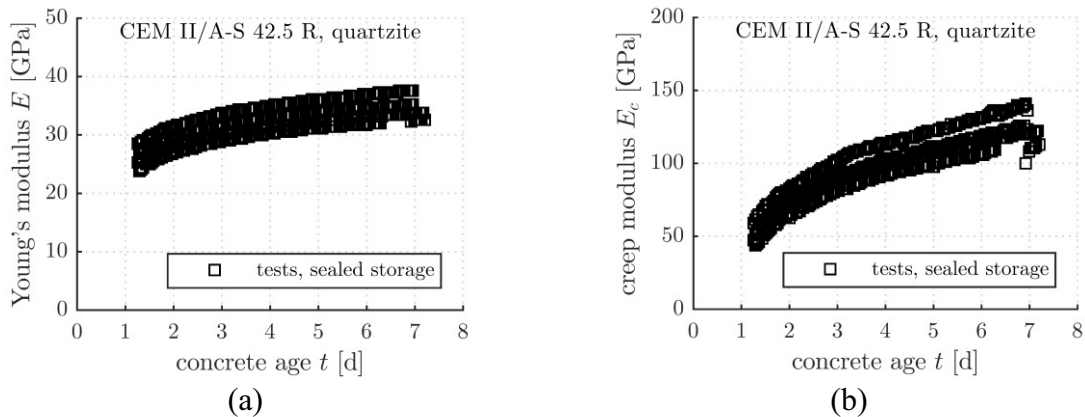 CEM II/A-S 42.5 R, quartzite
Young's modulus E [GPa]
50
40
30
20
10
0
tests, sealed storage
0 1 2 3 4 5 6 7 8
concrete age t [d]
(a)
CEM II/A-S 42.5 R, quartzite
creep modulus E_c [GPa]
200
150
100
50
0
tests, sealed storage
0 1 2 3 4 5 6 7 8
concrete age t [d]
(b)